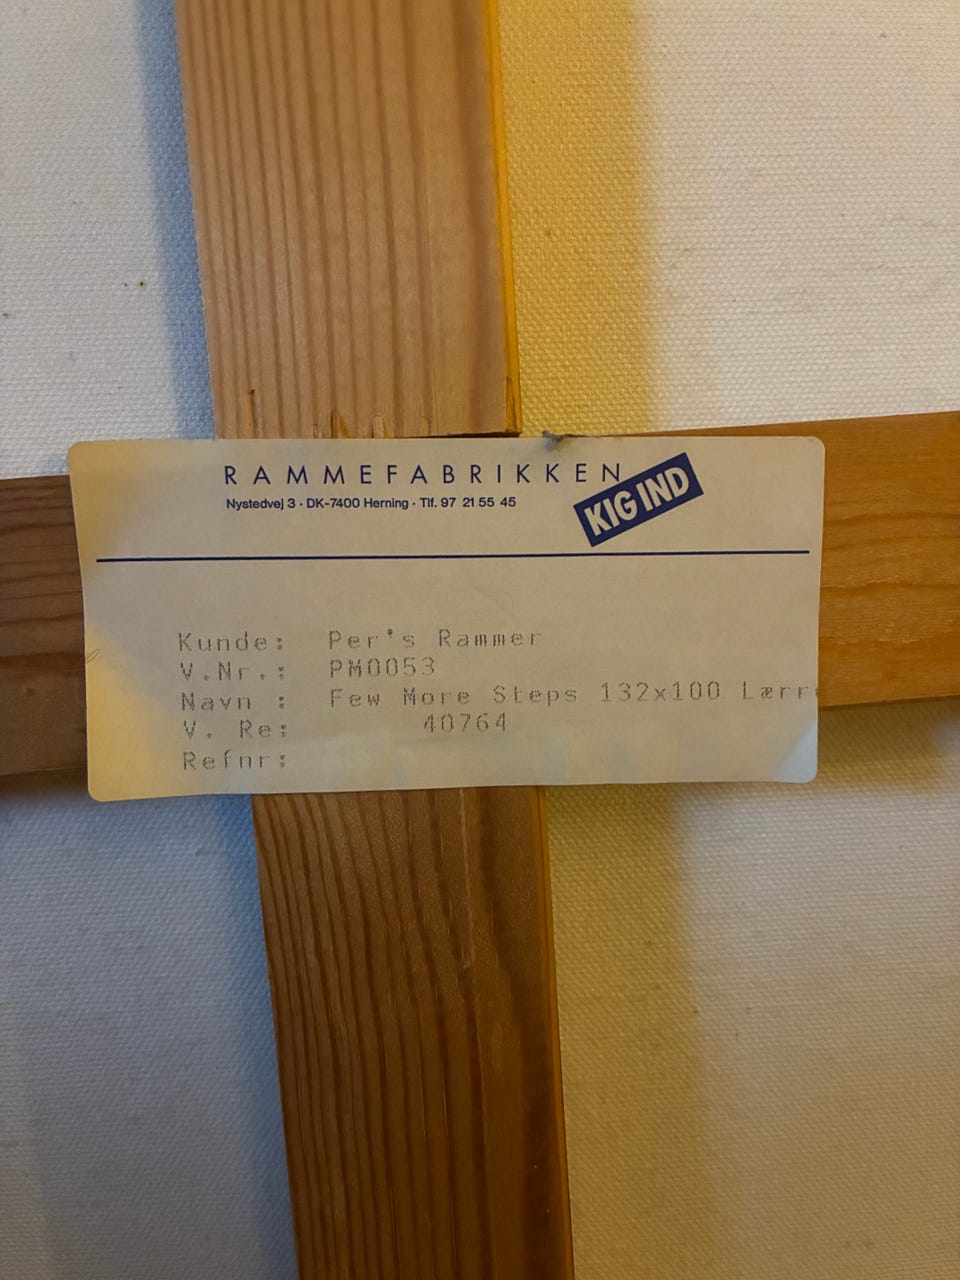 RAMMEFABRIKKEN
KIG IND
Nystedvej 3 · DK-7400 Herning · Tlf. 97 21 55 45
Kunde: Per's Rammer
V.Nr.: PM0053
Navn : Few More Steps 132x100 Lærr
V. Re: 40764
Refnr: